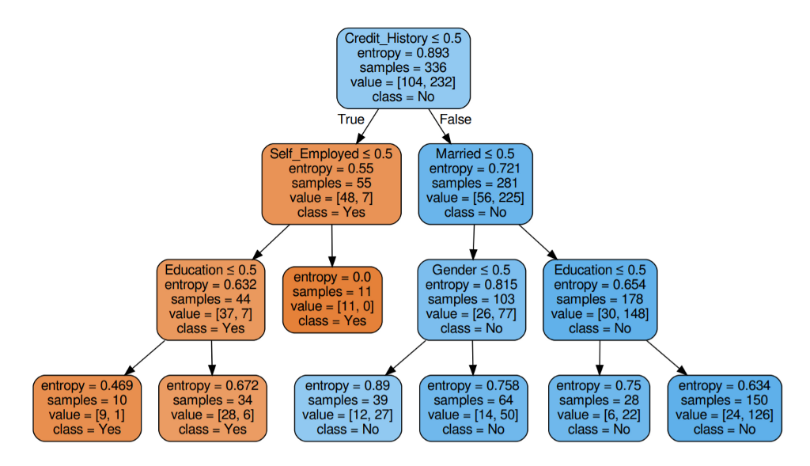 Credit_History ≤ 0.5
entropy = 0.893
samples = 336
value = [104, 232]
class = No
True
False
Self_Employed ≤ 0.5
entropy = 0.55
samples = 55
value = [48, 7]
class = Yes
Married ≤ 0.5
entropy = 0.721
samples = 281
value = [56, 225]
class = No
Education ≤ 0.5
entropy = 0.632
samples = 44
value = [37, 7]
class = Yes
entropy = 0.0
samples = 11
value = [11, 0]
class = Yes
Gender ≤ 0.5
entropy = 0.815
samples = 103
value = [26, 77]
class = No
Education ≤ 0.5
entropy = 0.654
samples = 178
value = [30, 148]
class = No
entropy = 0.469
samples = 10
value = [9, 1]
class = Yes
entropy = 0.672
samples = 34
value = [28, 6]
class = Yes
entropy = 0.89
samples = 39
value = [12, 27]
class = No
entropy = 0.758
samples = 64
value = [14, 50]
class = No
entropy = 0.75
samples = 28
value = [6, 22]
class = No
entropy = 0.634
samples = 150
value = [24, 126]
class = No